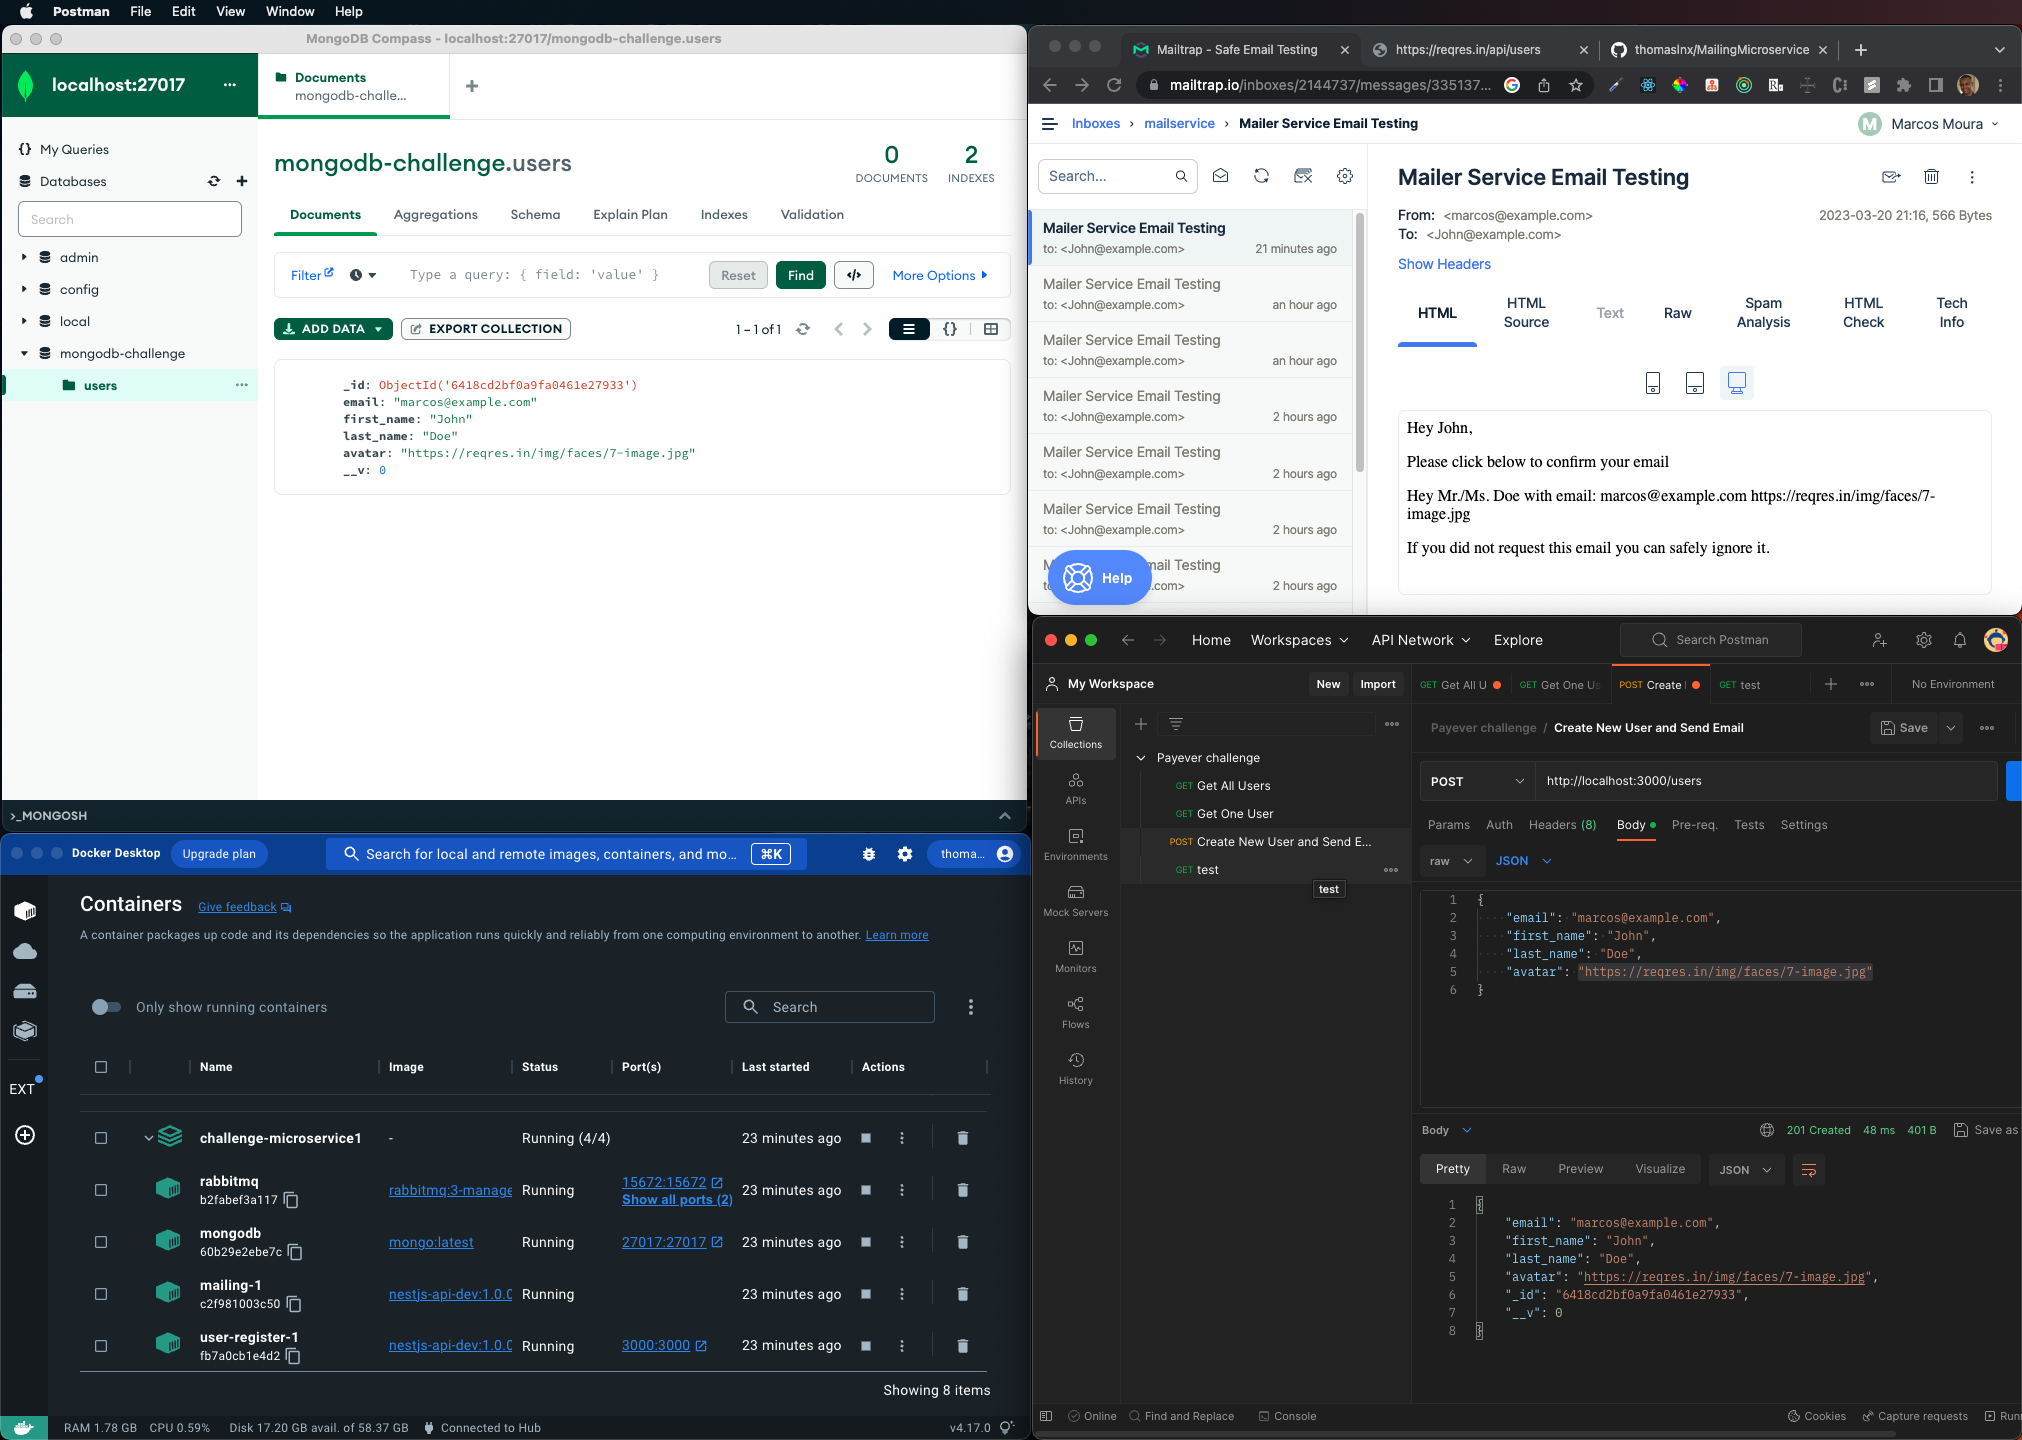 Postman File Edit View Window Help
MongoDB Compass - localhost:27017/mongodb-challenge.users
localhost:27017 ...
Documents
mongodb-challe...
My Queries
Databases
Search
admin
config
local
mongodb-challenge
users
mongodb-challenge.users
0
DOCUMENTS
2
INDEXES
Documents Aggregations Schema Explain Plan Indexes Validation
Filter Type a query: { field: 'value' } Reset Find </> More Options
ADD DATA EXPORT COLLECTION 1 – 1 of 1 {}
_id: ObjectId('6418cd2bf0a9fa0461e27933')
email: "marcos@example.com"
first_name: "John"
last_name: "Doe"
avatar: "https://reqres.in/img/faces/7-image.jpg"
__v: 0
>_MONGOSH
Mailtrap - Safe Email Testing https://reqres.in/api/users thomaslnx/MailingMicroservice
mailtrap.io/inboxes/2144737/messages/335137...
Inboxes › mailservice › Mailer Service Email Testing
M Marcos Moura
Search...
Mailer Service Email Testing
to: <John@example.com> 21 minutes ago
Mailer Service Email Testing
to: <John@example.com> an hour ago
Mailer Service Email Testing
to: <John@example.com> an hour ago
Mailer Service Email Testing
to: <John@example.com> 2 hours ago
Mailer Service Email Testing
to: <John@example.com> 2 hours ago
Mailer Service Email Testing
to: <John@example.com> 2 hours ago
mail Testing
.com> 2 hours ago
Help
Mailer Service Email Testing
From: <marcos@example.com> 2023-03-20 21:16, 566 Bytes
To: <John@example.com>
Show Headers
HTML
HTML Source
Text
Raw
Spam Analysis
HTML Check
Tech Info
Hey John,
Please click below to confirm your email
Hey Mr./Ms. Doe with email: marcos@example.com https://reqres.in/img/faces/7-
image.jpg
If you did not request this email you can safely ignore it.
Docker Desktop Upgrade plan Search for local and remote images, containers, and mo... ⌘K thoma...
Containers Give feedback
A container packages up code and its dependencies so the application runs quickly and reliably from one computing environment to another. Learn more
EXT
Only show running containers Search
Name Image Status Port(s) Last started Actions
challenge-microservice1 - Running (4/4) 23 minutes ago
rabbitmq
b2fabef3a117
rabbitmq:3-manage Running 15672:15672
Show all ports (2)
23 minutes ago
mongodb
60b29e2ebe7c
mongo:latest Running 27017:27017 23 minutes ago
mailing-1
c2f981003c50
nestjs-api-dev:1.0.0 Running 23 minutes ago
user-register-1
fb7a0cb1e4d2
nestjs-api-dev:1.0.0 Running 3000:3000 23 minutes ago
Showing 8 items
RAM 1.78 GB CPU 0.59% Disk 17.20 GB avail. of 58.37 GB Connected to Hub v4.17.0
Home Workspaces API Network Explore Search Postman
My Workspace New Import
GET Get All U GET Get One Us POST Create GET test No Environment
Collections
APIs
Environments
Mock Servers
Monitors
Flows
History
Payever challenge
GET Get All Users
GET Get One User
POST Create New User and Send E...
GET test
test
Payever challenge / Create New User and Send Email Save
POST http://localhost:3000/users
Params Auth Headers (8) Body Pre-req. Tests Settings
raw JSON
1 {
2 "email": "marcos@example.com",
3 "first_name": "John",
4 "last_name": "Doe",
5 "avatar": "https://reqres.in/img/faces/7-image.jpg"
6 }
Body 201 Created 48 ms 401 B Save as
Pretty Raw Preview Visualize JSON
1 {
2 "email": "marcos@example.com",
3 "first_name": "John",
4 "last_name": "Doe",
5 "avatar": "https://reqres.in/img/faces/7-image.jpg",
6 "_id": "6418cd2bf0a9fa0461e27933",
7 "__v": 0
8 }
Online Find and Replace Console Cookies Capture requests Run